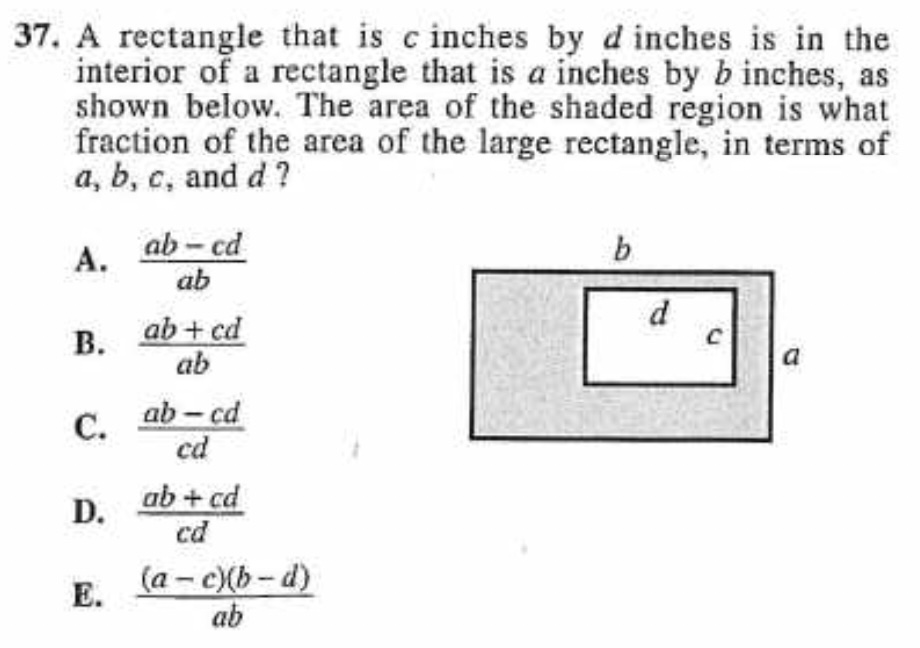 37. A rectangle that is c inches by d inches is in the
interior of a rectangle that is a inches by b inches, as
shown below. The area of the shaded region is what
fraction of the area of the large rectangle, in terms of
a, b, c, and d ?
A. \frac{ab - cd}{ab}
B. \frac{ab + cd}{ab}
C. \frac{ab - cd}{cd}
D. \frac{ab + cd}{cd}
E. \frac{(a - c)(b - d)}{ab}
b
d
c
a